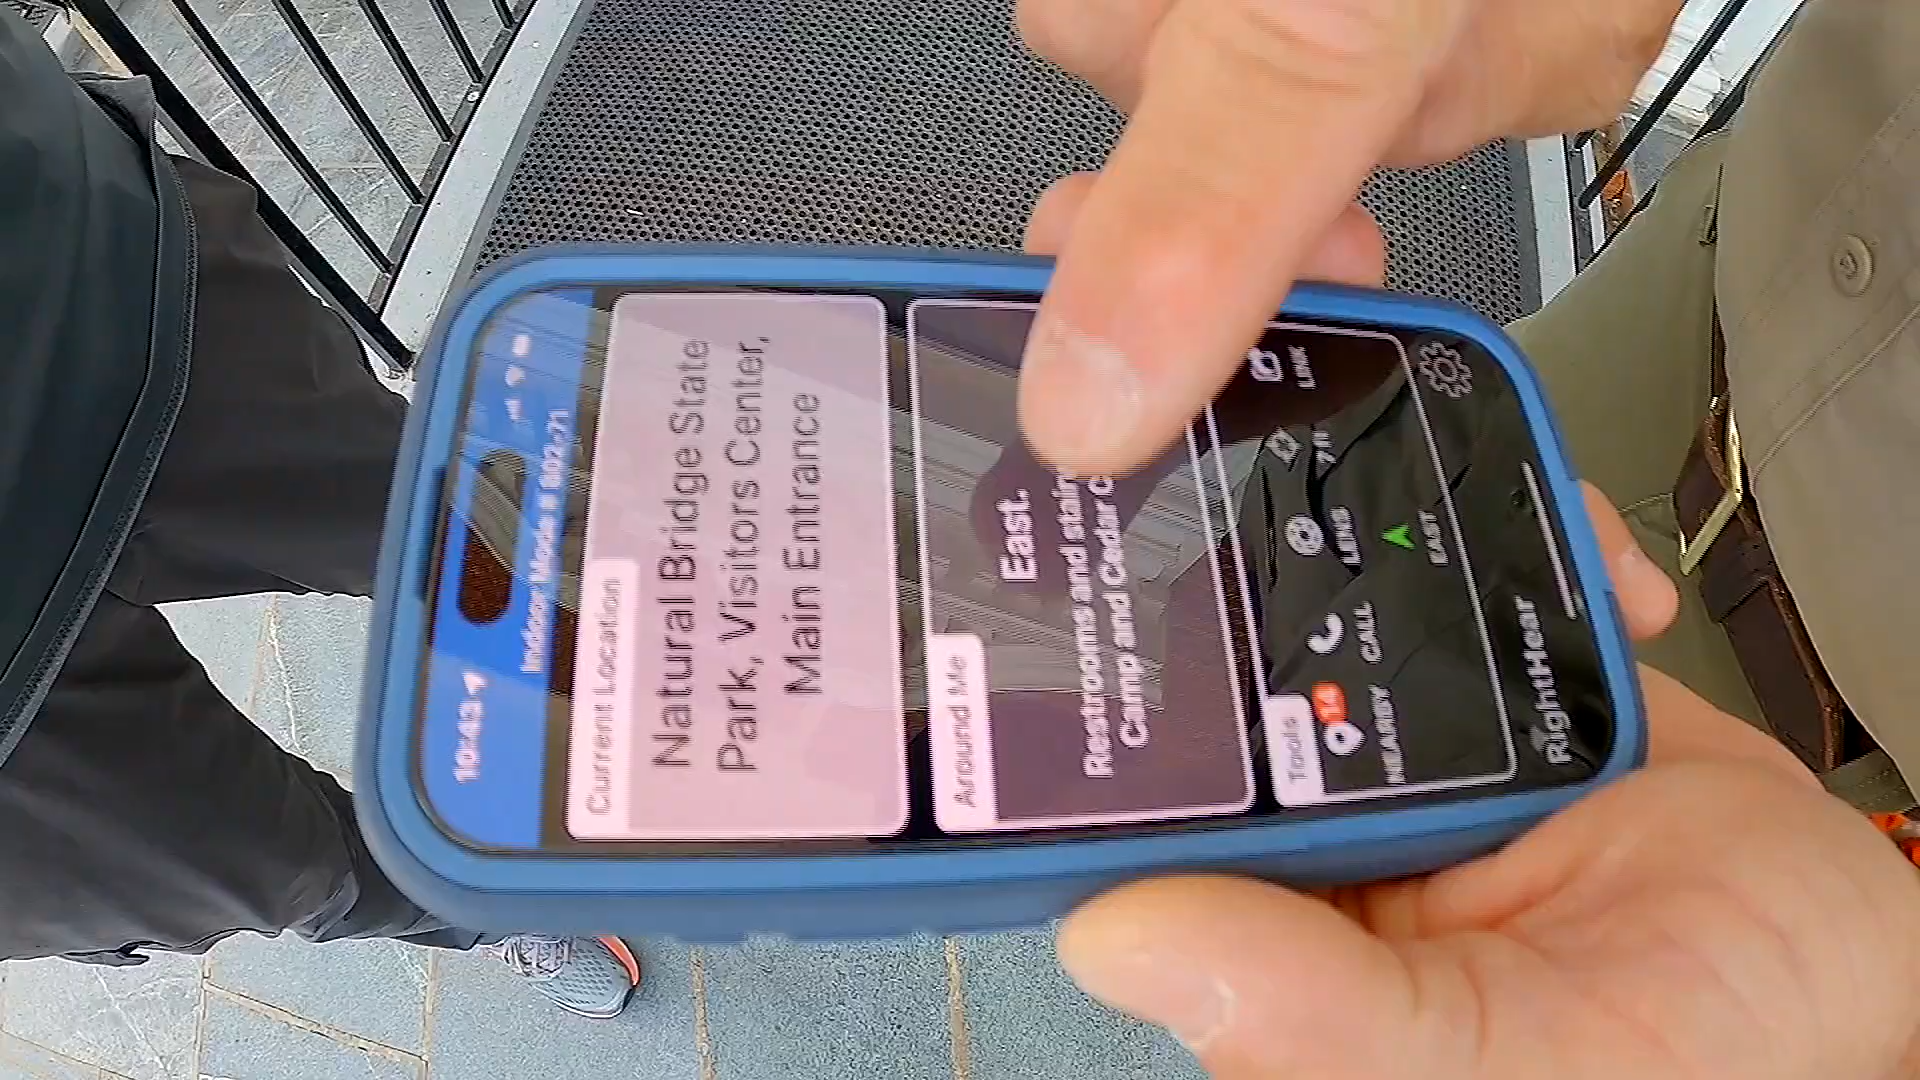 10:43
Indoor Mode
Current Location
Natural Bridge State
Park, Visitors Center,
Main Entrance
Around Me
East.
Restrooms and
Camp and Cedar
Tools
14
NEARBY
CALL
LINK
EAST
RightHear